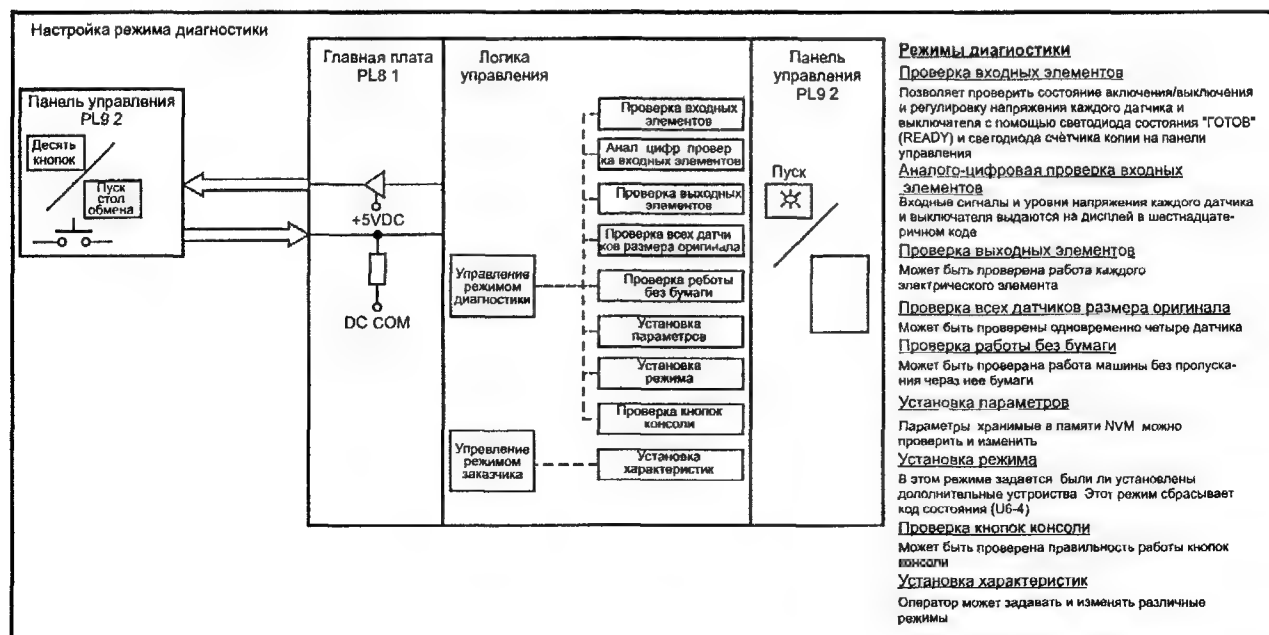 Настройка режима диагностики
Панель управления
PL9 2
Десять
кнопок
Пуск
стол
обмена
Главная плата
PL8 1
+5VDC
DC COM
Логика
управления
Управление
режимом
диагностики
Управление
режимом
заказчика
Проверка входных
элементов
Анал цифр провер
ка входных элементов
Проверка выходных
элементов
Проверка всех датчи
ков размера оригинала
Проверка работы
без бумаги
Установка
параметров
Установка
режима
Проверка кнопок
консоли
Установка
характеристик
Панель
управления
PL9 2
Пуск
Режимы диагностики
Проверка входных элементов
Позволяет проверить состояние включения/выключения
и регулировку напряжения каждого датчика и
выключателя с помощью светодиода состояния "ГОТОВ"
(READY) и светодиода счётчика копии на панели
управления
Аналого-цифровая проверка входных
элементов
Входные сигналы и уровни напряжения каждого датчика
и выключателя выдаются на дисплей в шестнадцате-
ричном коде
Проверка выходных элементов
Может быть проверена работа каждого
электрического элемента
Проверка всех датчиков размера оригинала
Может быть проверены одновременно четыре датчика
Проверка работы без бумаги
Может быть проверана работа машины без пропуска-
ния чераз нее бумаги
Установка параметров
Параметры хранимые в памяти NVM можно
проверить и изменить
Установка режима
В этом режиме задается были ли установлены
дополнительные устроиства Этот режим сбрасывает
код состояния (U6-4)
Проверка кнопок консоли
Может быть проверена правильность работы кнопок
консоли
Установка характеристик
Оператор может задавать и изменять различные
режимы